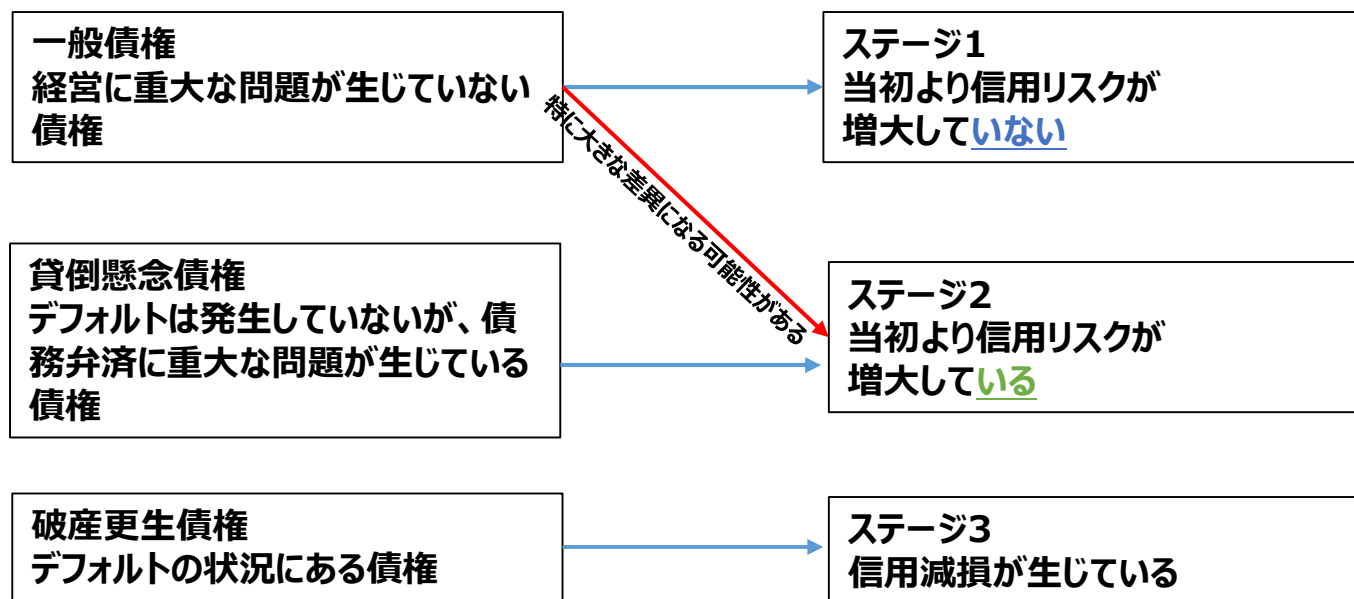 一般債権
経営に重大な問題が生じていない
債権
ステージ1
当初より信用リスクが
増大していない
特に大きな差異になる可能性がある
貸倒懸念債権
デフォルトは発生していないが、債
務弁済に重大な問題が生じている
債権
ステージ2
当初より信用リスクが
増大している
破産更生債権
デフォルトの状況にある債権
ステージ3
信用減損が生じている